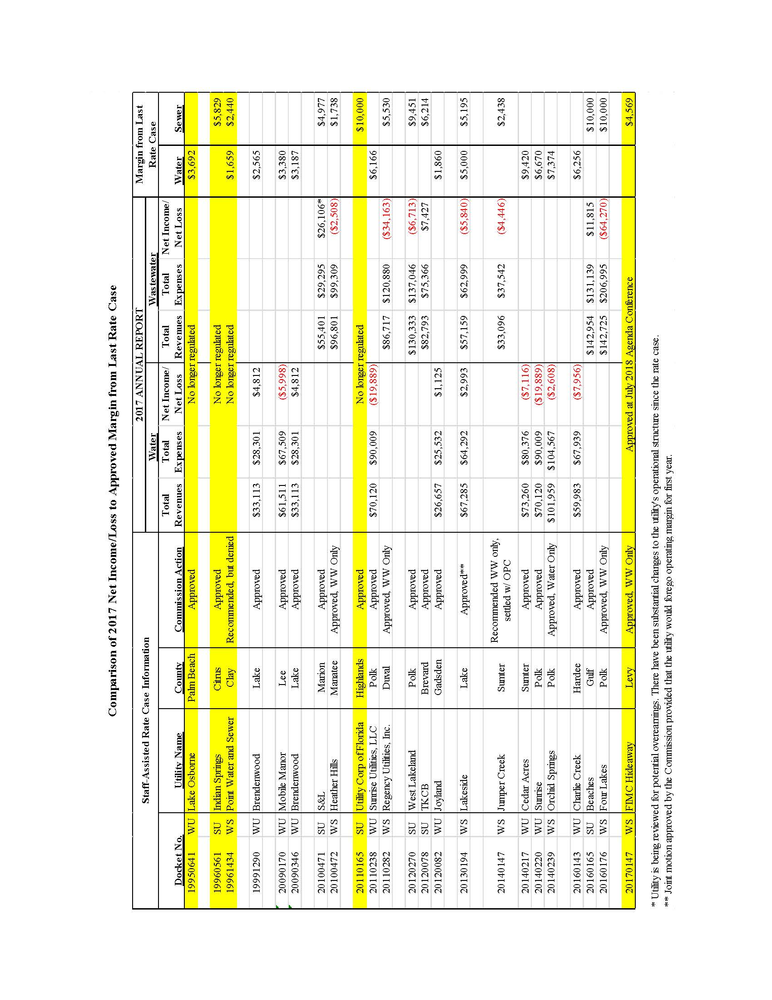 Comparison of 2017 Net Income/Loss to Approved Margin from Last Rate Case
Staff-Assisted Rate Case Information 2017 ANNUAL REPORT Margin from Last Rate Case
Water Wastewater
Docket No. Utility Name County Commission Action Total Revenues Total Expenses Net Income/ Net Loss Total Revenues Total Expenses Net Income/ Net Loss Water Sewer
19950641 WU Lake Osborne Palm Beach Approved No longer regulated $3,692
19960561 SU Indian Springs Citrus Approved No longer regulated $5,829
19961434 WS Point Water and Sewer Clay Recommended, but denied No longer regulated $1,659 $2,440
19991290 WU Brendenwood Lake Approved $33,113 $28,301 $4,812 $2,565
20090170 WU Mobile Manor Lee Approved $61,511 $67,509 ($5,998) $3,380
20090346 WU Brendenwood Lake Approved $33,113 $28,301 $4,812 $3,187
20100471 SU S&L Marion Approved $55,401 $29,295 $26,106* $4,977
20100472 WS Heather Hills Manatee Approved, WW Only $96,801 $99,309 ($2,508) $1,738
20110165 SU Utility Corp of Florida Highlands Approved No longer regulated $10,000
20110238 WU Sunrise Utilities, LLC Polk Approved $70,120 $90,009 ($19,889) $6,166
20110282 WS Regency Utilities, Inc. Duval Approved, WW Only $86,717 $120,880 ($34,163) $5,530
20120270 SU West Lakeland Polk Approved $130,333 $137,046 ($6,713) $9,451
20120078 SU TKCB Brevard Approved $82,793 $75,366 $7,427 $6,214
20120082 WU Joyland Gadsden Approved $26,657 $25,532 $1,125 $1,860
20130194 WS Lakeside Lake Approved** $67,285 $64,292 $2,993 $57,159 $62,999 ($5,840) $5,000 $5,195
20140147 WS Jumper Creek Sumter Recommended WW only, settled w/ OPC $33,096 $37,542 ($4,446) $2,438
20140217 WU Cedar Acres Sumter Approved $73,260 $80,376 ($7,116) $9,420
20140220 WU Sunrise Polk Approved $70,120 $90,009 ($19,889) $6,670
20140239 WS Orchid Springs Polk Approved, Water Only $101,959 $104,567 ($2,608) $7,374
20160143 WU Charlie Creek Hardee Approved $59,983 $67,939 ($7,956) $6,256
20160165 SU Beaches Gulf Approved $142,954 $131,139 $11,815 $10,000
20160176 WS Four Lakes Polk Approved, WW Only $142,725 $206,995 ($64,270) $10,000
20170147 WS FIMC Hideaway Levy Approved, WW Only Approved at July 2018 Agenda Conference $4,569
* Utility is being reviewed for potential overearnings. There have been substantial changes to the utility's operational structure since the rate case.
** Joint motion approved by the Commission provided that the utility would forego operating margin for first year.